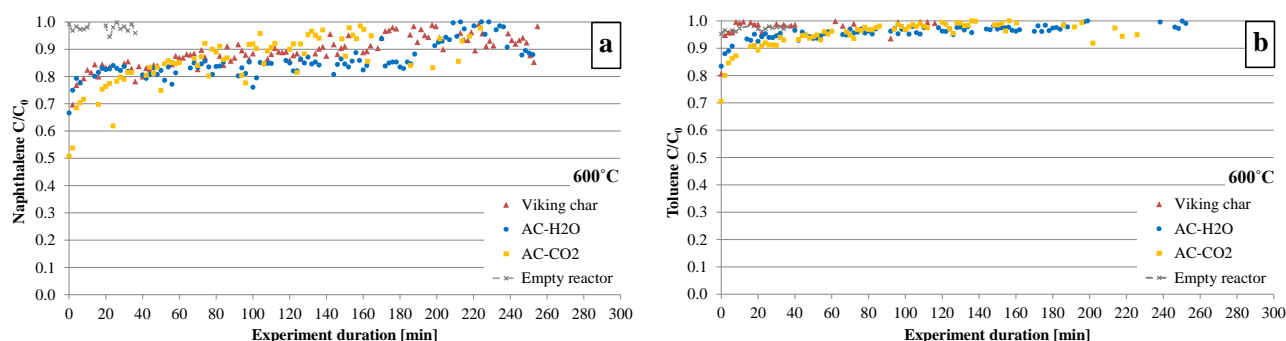 a
1.0
0.9
0.8
0.7
0.6
0.5
0.4
0.3
0.2
0.1
0.0
Naphthalene C/C0
600˚C
Viking char
AC-H2O
AC-CO2
Empty reactor
0 20 40 60 80 100 120 140 160 180 200 220 240 260 280 300
Experiment duration [min]
b
1.0
0.9
0.8
0.7
0.6
0.5
0.4
0.3
0.2
0.1
0.0
Toluene C/C0
600˚C
Viking char
AC-H2O
AC-CO2
Empty reactor
0 20 40 60 80 100 120 140 160 180 200 220 240 260 280 300
Experiment duration [min]